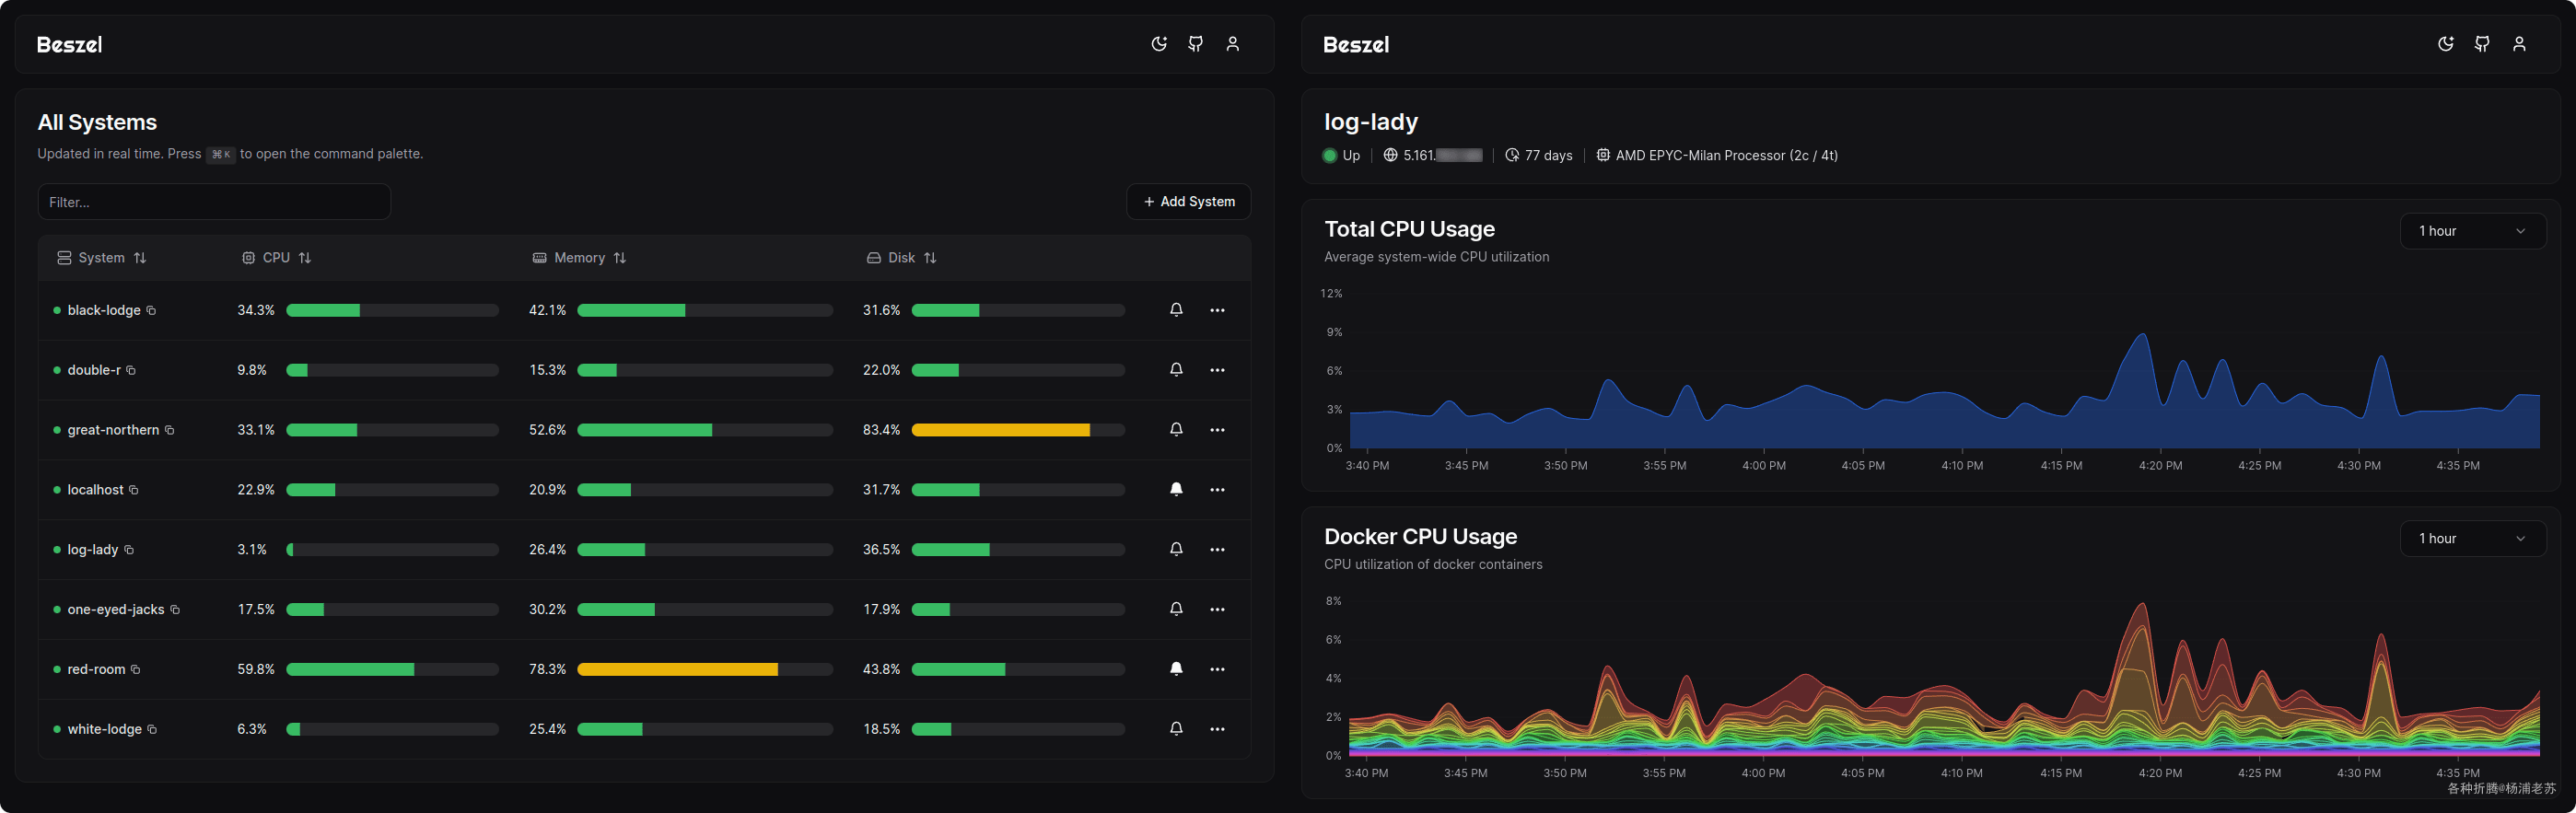 Beszel
All Systems
Updated in real time. Press ⌘ K to open the command palette.
Filter...
+ Add System
System CPU Memory Disk
black-lodge 34.3% 42.1% 31.6%
double-r 9.8% 15.3% 22.0%
great-northern 33.1% 52.6% 83.4%
localhost 22.9% 20.9% 31.7%
log-lady 3.1% 26.4% 36.5%
one-eyed-jacks 17.5% 30.2% 17.9%
red-room 59.8% 78.3% 43.8%
white-lodge 6.3% 25.4% 18.5%
Beszel
log-lady
Up 5.161. 77 days AMD EPYC-Milan Processor (2c / 4t)
Total CPU Usage
1 hour
Average system-wide CPU utilization
12%
9%
6%
3%
0%
3:40 PM 3:45 PM 3:50 PM 3:55 PM 4:00 PM 4:05 PM 4:10 PM 4:15 PM 4:20 PM 4:25 PM 4:30 PM 4:35 PM
Docker CPU Usage
1 hour
CPU utilization of docker containers
8%
6%
4%
2%
0%
3:40 PM 3:45 PM 3:50 PM 3:55 PM 4:00 PM 4:05 PM 4:10 PM 4:15 PM 4:20 PM 4:25 PM 4:30 PM 4:35 PM
各种折腾@杨浦老苏